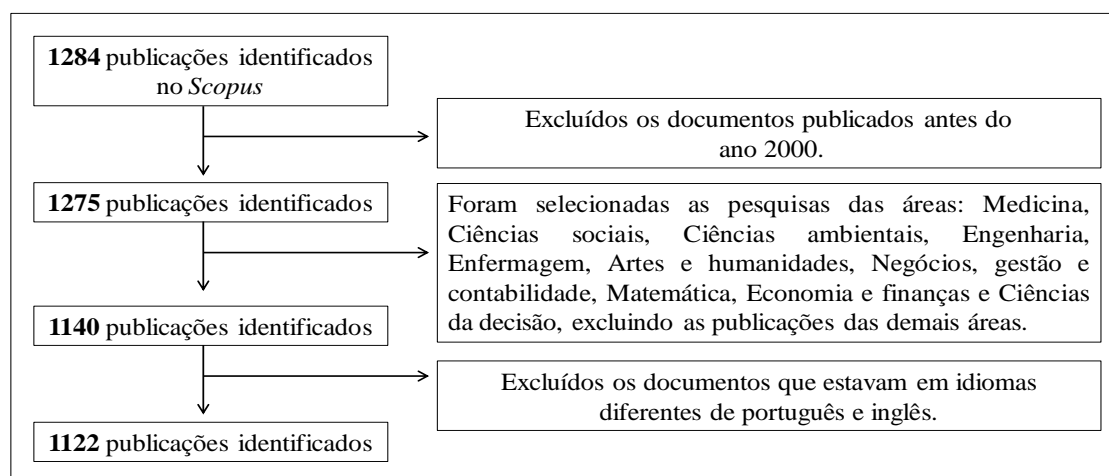 1284 publicações identificados
no Scopus
Excluídos os documentos publicados antes do
ano 2000.
1275 publicações identificados
Foram selecionadas as pesquisas das áreas: Medicina,
Ciências sociais, Ciências ambientais, Engenharia,
Enfermagem, Artes e humanidades, Negócios, gestão e
contabilidade, Matemática, Economia e finanças e Ciências
da decisão, excluindo as publicações das demais áreas.
1140 publicações identificados
Excluídos os documentos que estavam em idiomas
diferentes de português e inglês.
1122 publicações identificados